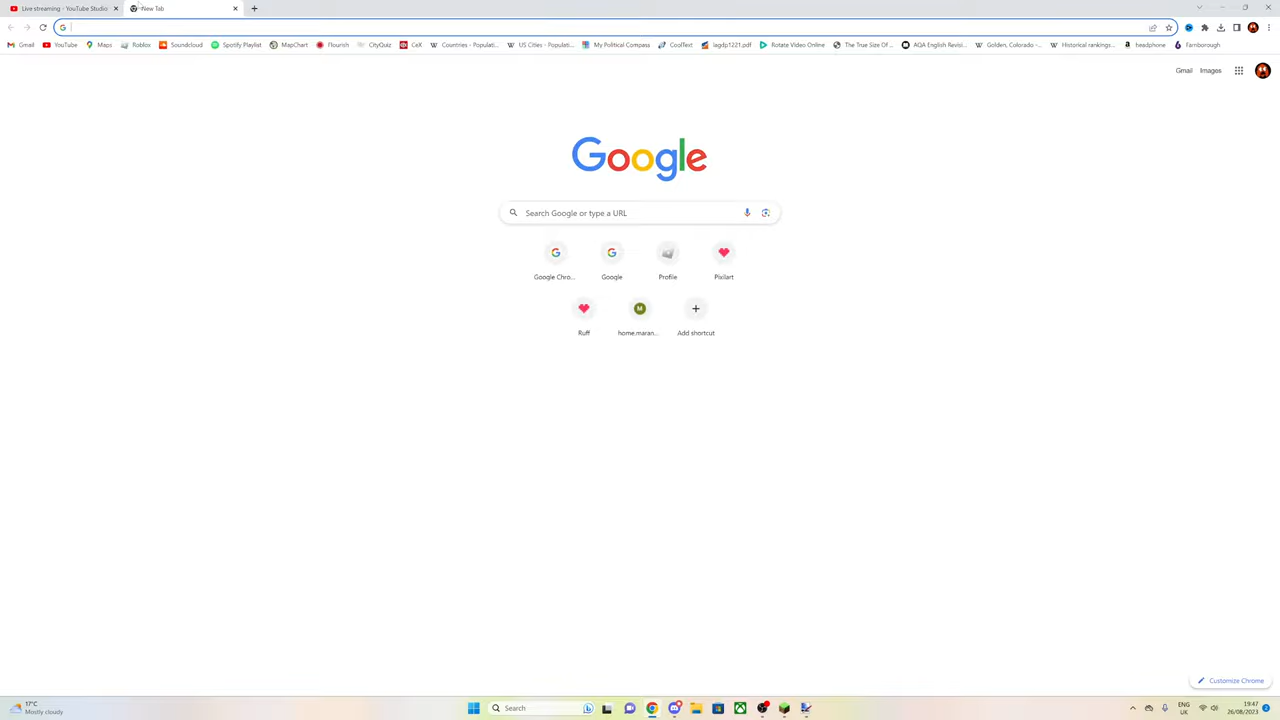 Live streaming - YouTube Studio
New Tab
Gmail
YouTube
Maps
Roblox
Soundcloud
Spotify Playlist
MapChart
Flourish
CityQuiz
CeX
Countries - Populati...
US Cities - Populati...
My Political Compass
CoolText
lagdp1221.pdf
Rotate Video Online
The True Size Of ...
AQA English Revisi...
Golden, Colorado -...
Historical rankings...
headphone
Farnborough
Gmail
Images
Google
Search Google or type a URL
Google Chro...
Google
Profile
Pixilart
Ruff
M
home.maran...
Add shortcut
Customize Chrome
17°C
Mostly cloudy
Search
ENG
UK
19:47
26/08/2023
2